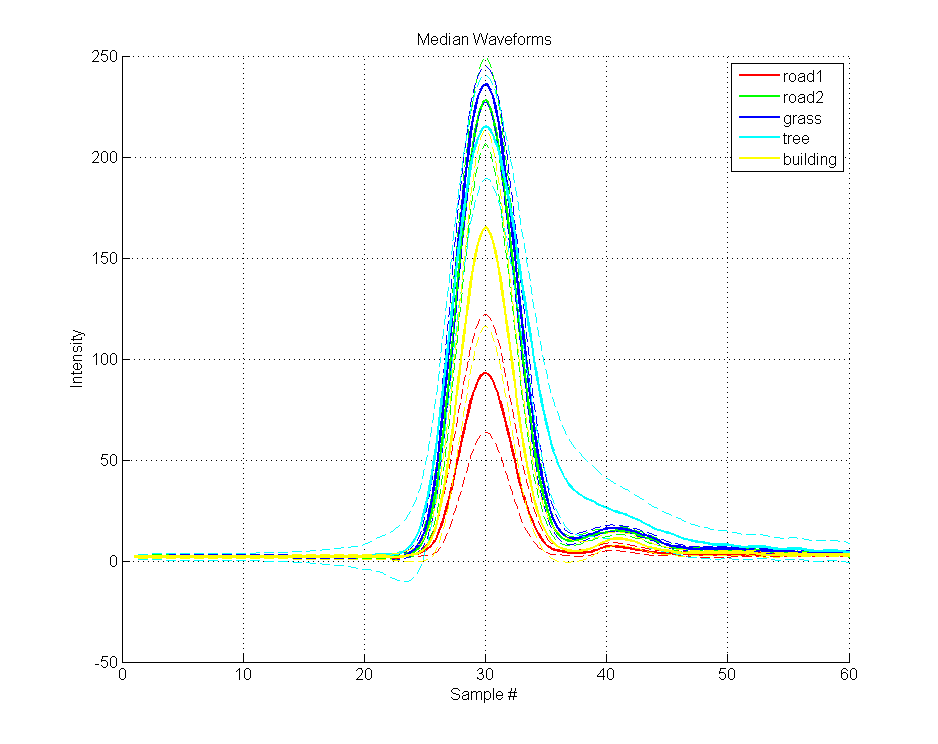 Median Waveforms
250
200
150
100
50
0
-50
Intensity
0 10 20 30 40 50 60
Sample #
road1
road2
grass
tree
building